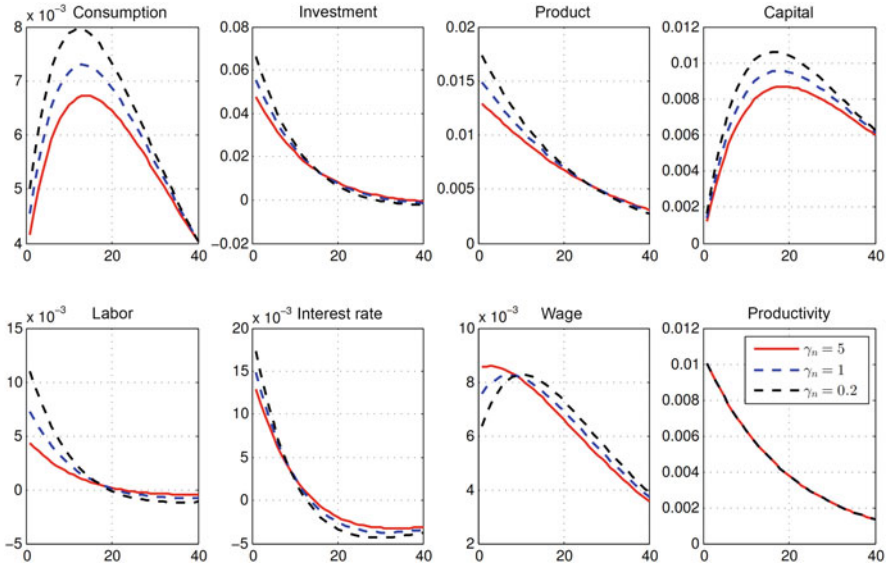 Consumption
x 10⁻³
8
7
6
5
4
0 20 40
Investment
0.08
0.06
0.04
0.02
0
−0.02
0 20 40
Product
0.02
0.015
0.01
0.005
0
0 20 40
Capital
0.012
0.01
0.008
0.006
0.004
0.002
0
0 20 40
Labor
x 10⁻³
15
10
5
0
−5
0 20 40
Interest rate
x 10⁻³
20
15
10
5
0
−5
0 20 40
Wage
x 10⁻³
10
8
6
4
2
0 20 40
Productivity
0.012
0.01
0.008
0.006
0.004
0.002
0
0 20 40
γₙ = 5
γₙ = 1
γₙ = 0.2